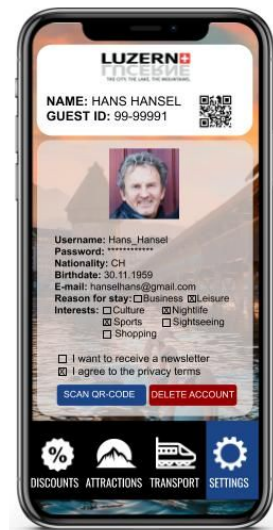 LUZERN
LUCERNE
THE CITY. THE LAKE. THE MOUNTAINS.
NAME: HANS HANSEL
GUEST ID: 99-99991
Username: Hans_Hansel
Password: ************
Nationality: CH
Birthdate: 30.11.1959
E-mail: hanselhans@gmail.com
Reason for stay: ☐Business ☒Leisure
Interests: ☐Culture ☒Nightlife
☒Sports ☐Sightseeing
☐Shopping
☐ I want to receive a newsletter
☒ I agree to the privacy terms
SCAN QR-CODE DELETE ACCOUNT
%
DISCOUNTS ATTRACTIONS TRANSPORT SETTINGS